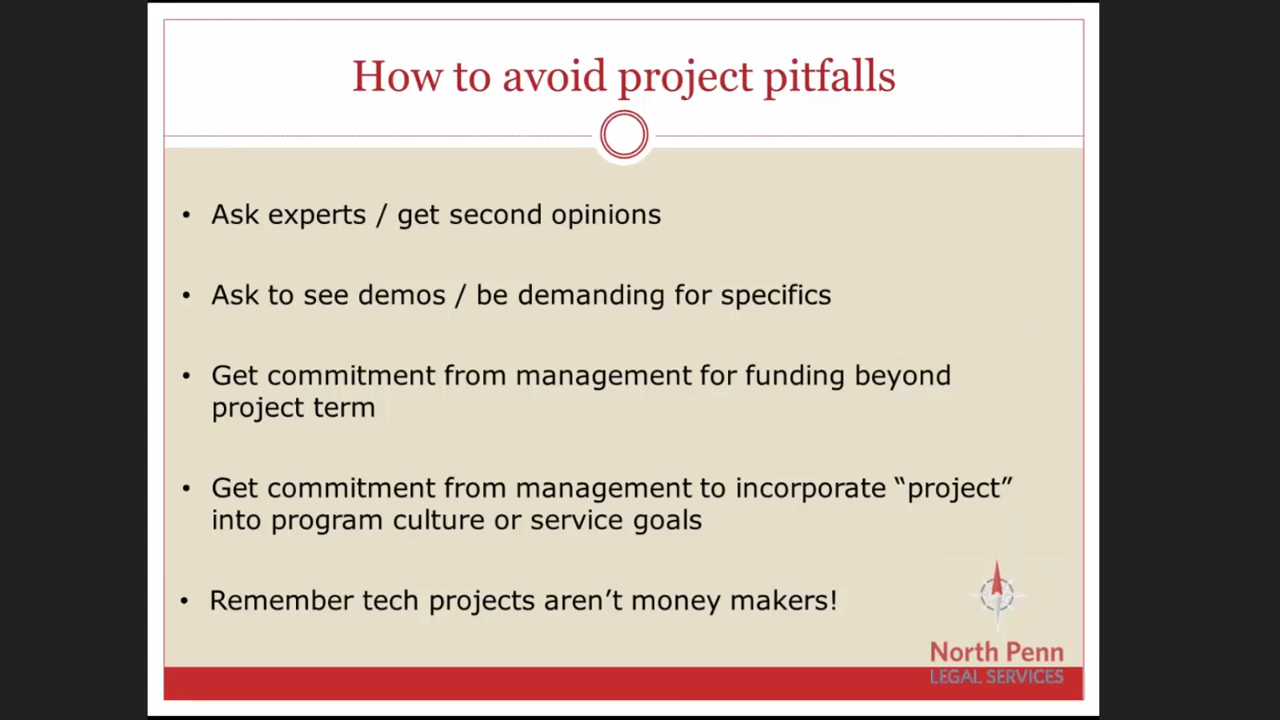 How to avoid project pitfalls
• Ask experts / get second opinions
• Ask to see demos / be demanding for specifics
• Get commitment from management for funding beyond
project term
• Get commitment from management to incorporate “project”
into program culture or service goals
• Remember tech projects aren’t money makers!
North Penn
LEGAL SERVICES